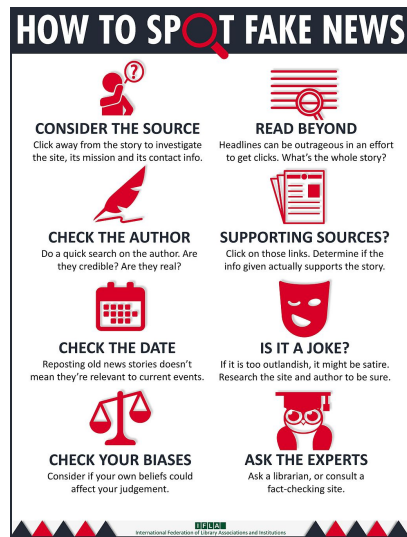 HOW TO SPOT FAKE NEWS
?
CONSIDER THE SOURCE
Click away from the story to investigate
the site, its mission and its contact info.
READ BEYOND
Headlines can be outrageous in an effort
to get clicks. What's the whole story?
CHECK THE AUTHOR
Do a quick search on the author. Are
they credible? Are they real?
SUPPORTING SOURCES?
Click on those links. Determine if the
info given actually supports the story.
CHECK THE DATE
Reposting old news stories doesn't
mean they're relevant to current events.
IS IT A JOKE?
If it is too outlandish, it might be satire.
Research the site and author to be sure.
CHECK YOUR BIASES
Consider if your own beliefs could
affect your judgement.
ASK THE EXPERTS
Ask a librarian, or consult a
fact-checking site.
IFLA
International Federation of Library Associations and Institutions